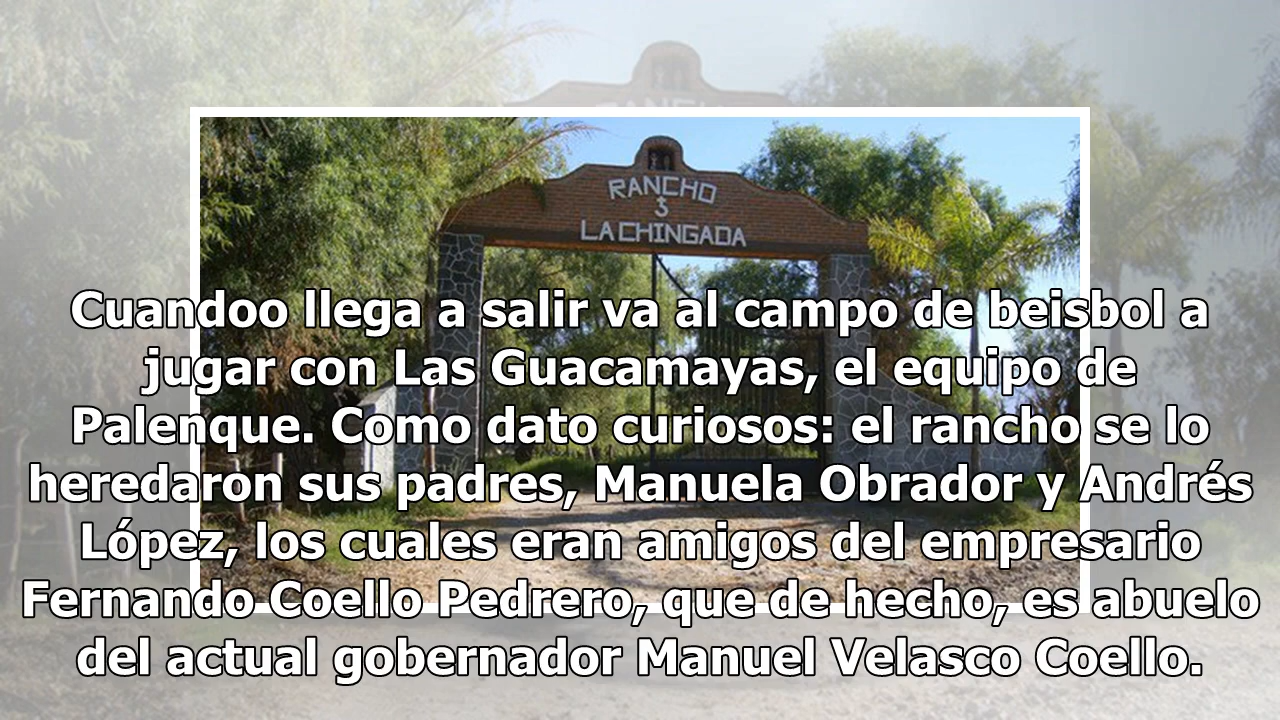 RANCHO
LA CHINGADA
Cuandoo llega a salir va al campo de beisbol a
jugar con Las Guacamayas, el equipo de
Palenque. Como dato curiosos: el rancho se lo
heredaron sus padres, Manuela Obrador y Andrés
López, los cuales eran amigos del empresario
Fernando Coello Pedrero, que de hecho, es abuelo
del actual gobernador Manuel Velasco Coello.